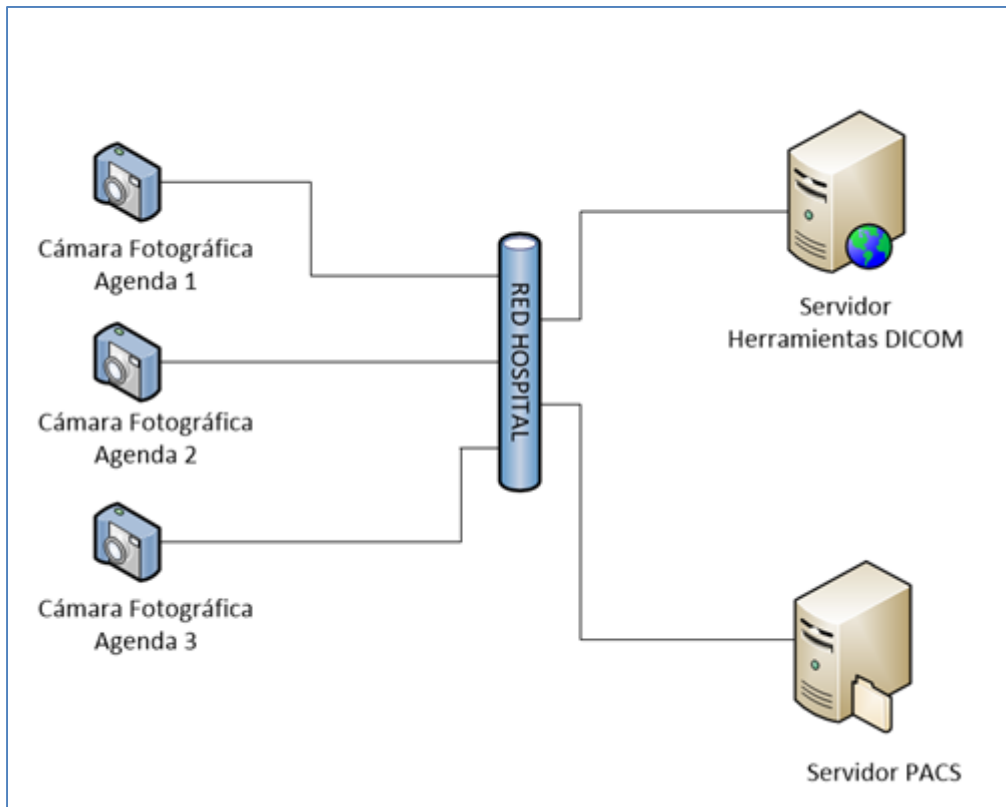 Cámara Fotográfica
Agenda 1
Cámara Fotográfica
Agenda 2
Cámara Fotográfica
Agenda 3
RED HOSPITAL
Servidor
Herramientas DICOM
Servidor PACS